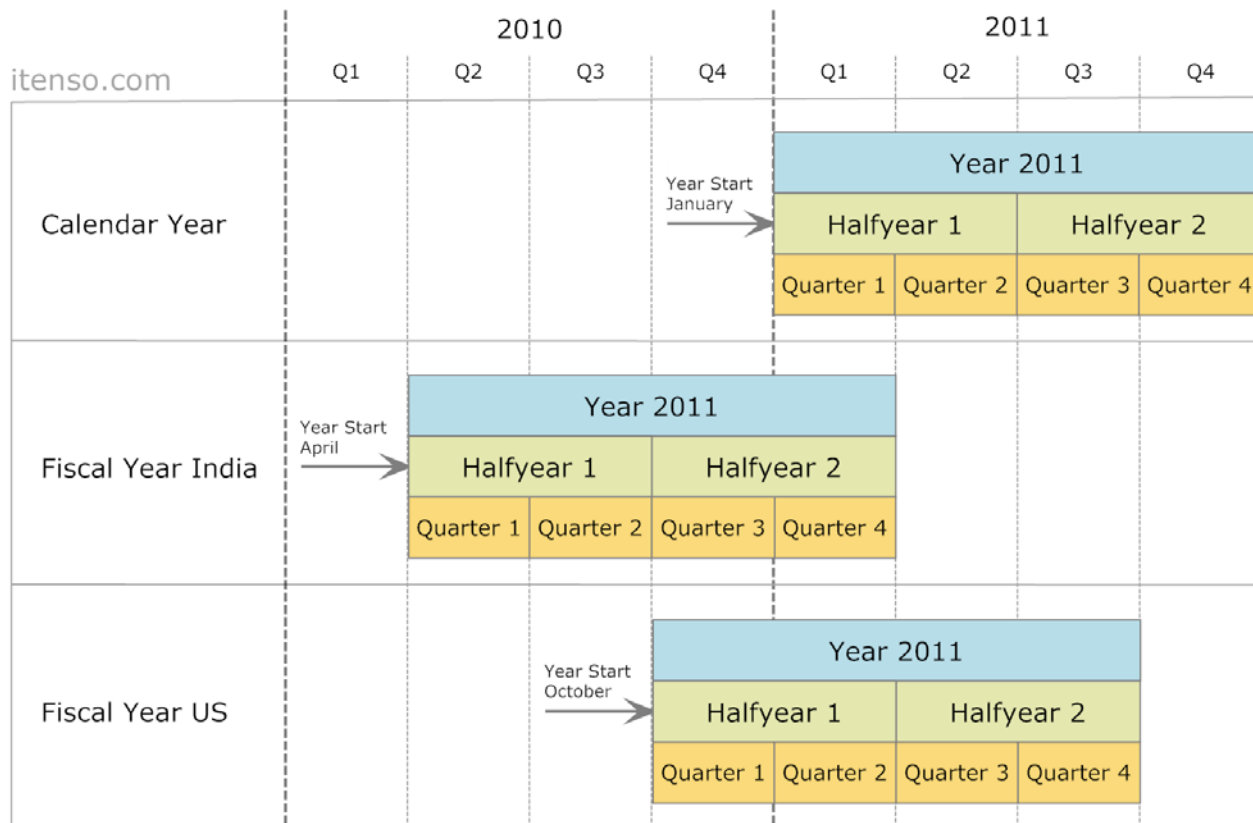 2010
2011
itenso.com
Q1
Q2
Q3
Q4
Q1
Q2
Q3
Q4
Calendar Year
Year Start
January
Year 2011
Halfyear 1
Halfyear 2
Quarter 1
Quarter 2
Quarter 3
Quarter 4
Fiscal Year India
Year Start
April
Year 2011
Halfyear 1
Halfyear 2
Quarter 1
Quarter 2
Quarter 3
Quarter 4
Fiscal Year US
Year Start
October
Year 2011
Halfyear 1
Halfyear 2
Quarter 1
Quarter 2
Quarter 3
Quarter 4